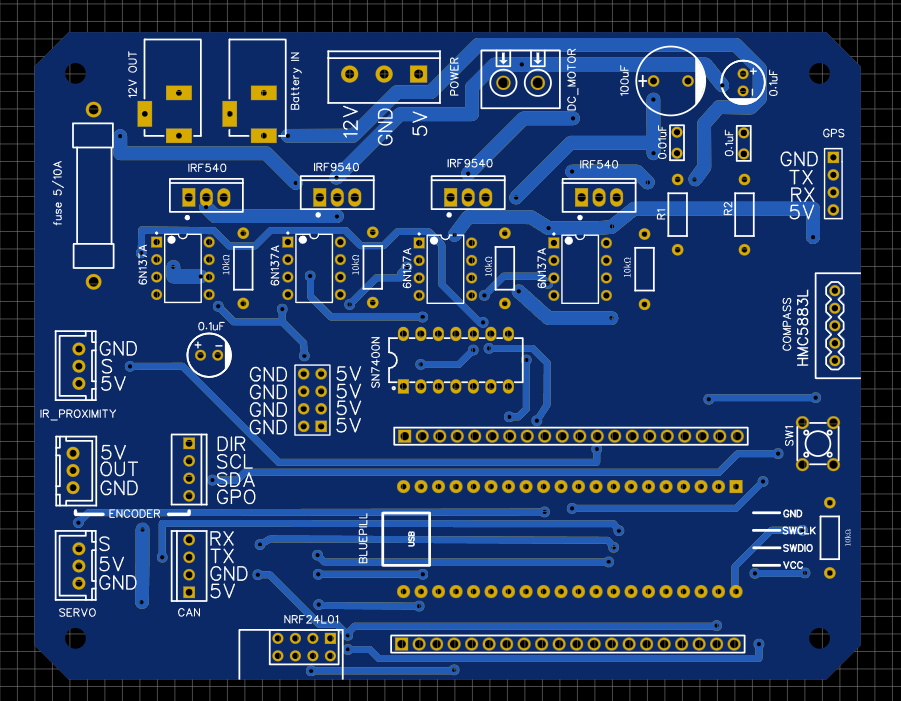 12V OUT
Battery IN
POWER
12V
GND
5V
DC_MOTOR
100uF
+
+
-
0.1uF
0.01uF
0.1uF
GPS
GND
TX
RX
5V
fuse 5/10A
IRF540
IRF9540
IRF9540
IRF540
R1
R2
6N137A
10kΩ
6N137A
10kΩ
6N137A
10kΩ
6N137A
10kΩ
COMPASS
HMC5883L
0.1uF
+ -
GND
S
5V
IR_PROXIMITY
SN7400N
GND 5V
GND 5V
GND 5V
GND 5V
SW1
5V
OUT
GND
DIR
SCL
SDA
GPO
ENCODER
BLUEPILL
USB
GND
SWCLK
SWDIO
VCC
10kΩ
S
5V
GND
SERVO
RX
TX
GND
5V
CAN
NRF24L01